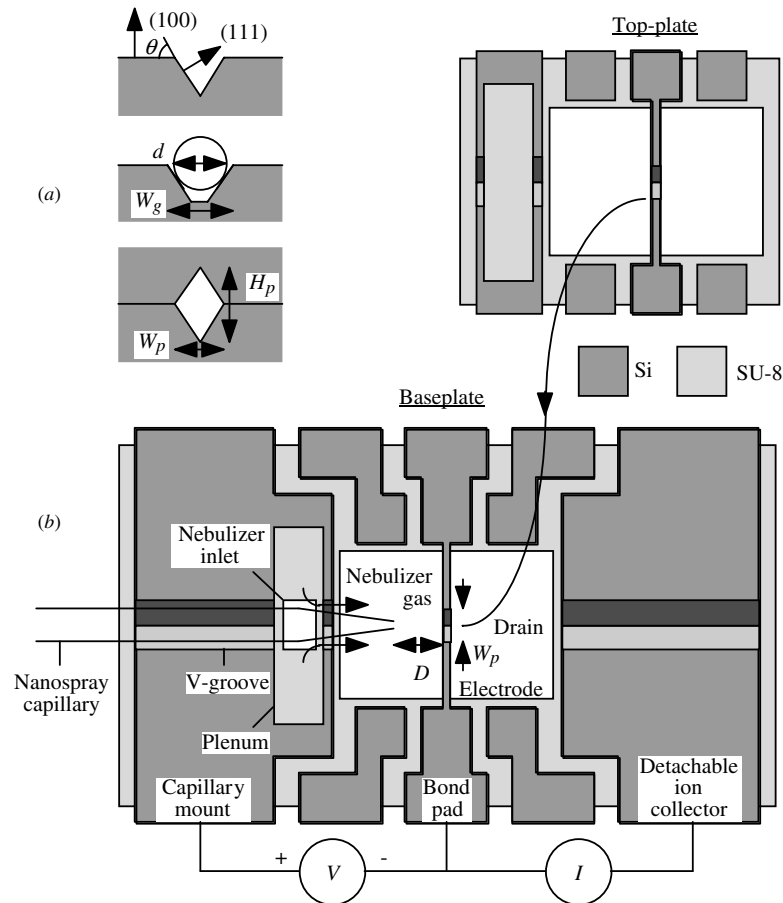 (100)
θ
(111)
Top-plate
d
(a)
W_g
H_p
W_p
Si
SU-8
Baseplate
(b)
Nebulizer
inlet
Nebulizer
gas
Drain
D
W_p
Electrode
Nanospray
capillary
V-groove
Plenum
Capillary
mount
Bond
pad
Detachable
ion
collector
+
V
-
I